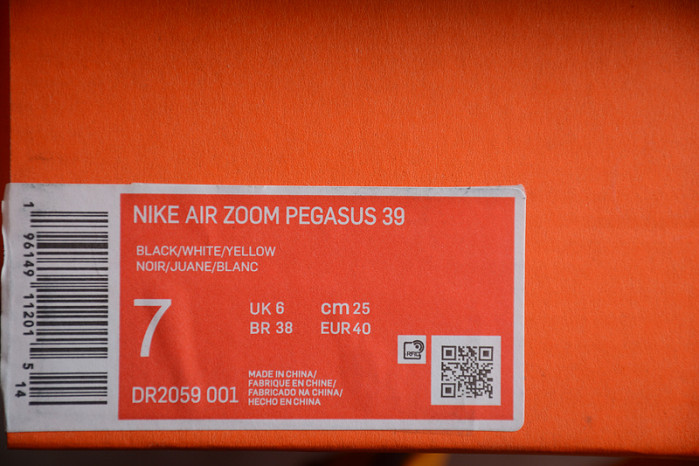 NIKE AIR ZOOM PEGASUS 39
BLACK/WHITE/YELLOW
NOIR/JUANE/BLANC
7
UK 6 cm 25
BR 38 EUR 40
DR2059 001
MADE IN CHINA/
FABRIQUE EN CHINE/
FABRICADO NA CHINA/
HECHO EN CHINA
RFID
1 96149 11201 5 14